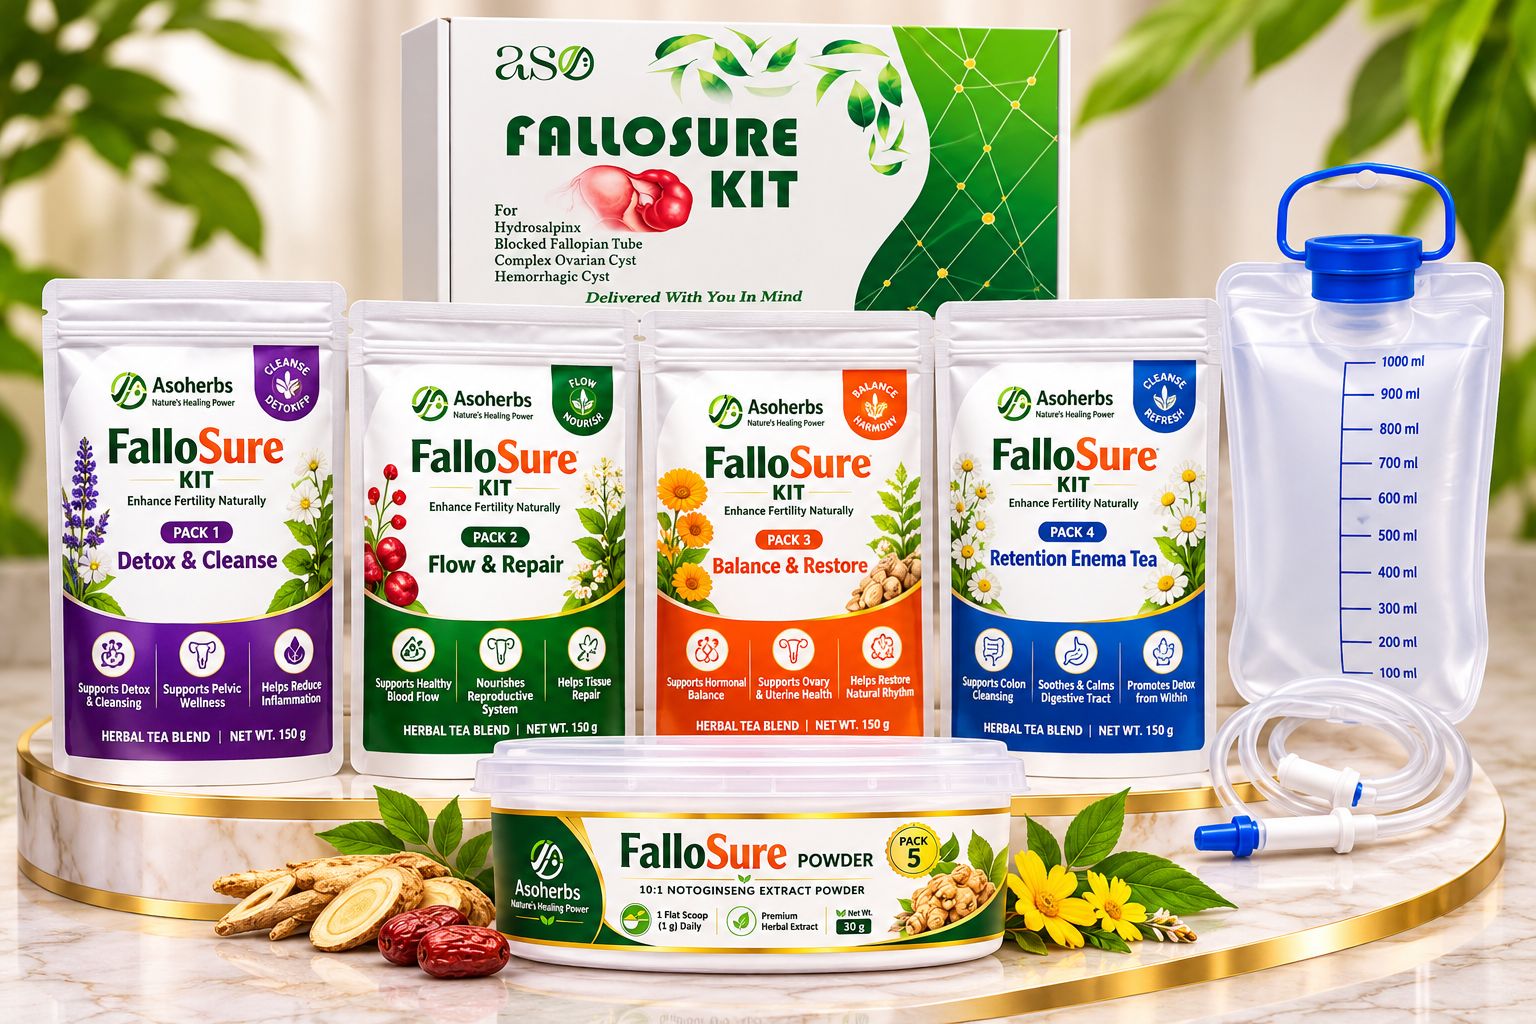 aso
FALLOSURE
KIT
For
Hydrosalpinx
Blocked Fallopian Tube
Complex Ovarian Cyst
Hemorrhagic Cyst
Delivered With You In Mind
Asoherbs
Nature's Healing Power
CLEANSE
DETOKIFP
FalloSure
KIT
Enhance Fertility Naturally
PACK 1
Detox & Cleanse
Supports Detox
& Cleansing
Supports Pelvic
Wellness
Helps Reduce
Inflammation
HERBAL TEA BLEND | NET WT. 150 g
Asoherbs
Nature's Healing Power
FLOW
NOURISH
FalloSure
KIT
Enhance Fertility Naturally
PACK 2
Flow & Repair
Supports Healthy
Blood Flow
Nourishes
Reproductive
System
Helps Tissue
Repair
HERBAL TEA BLEND | NET WT. 150 g
Asoherbs
Nature's Healing Power
BALANCE
HARMONY
FalloSure
KIT
Enhance Fertility Naturally
PACK 3
Balance & Restore
Supports Hormonal
Balance
Supports Ovary
& Uterine Health
Helps Restore
Natural Rhythm
HERBAL TEA BLEND | NET WT. 150 g
Asoherbs
Nature's Healing Power
CLEANSE
REFRESH
FalloSure
KIT
Enhance Fertility Naturally
PACK 4
Retention Enema Tea
Supports Colon
Cleansing
Soothes & Calms
Digestive Tract
Promotes Detox
from Within
HERBAL TEA BLEND | NET WT. 150 g
1000 ml
900 ml
800 ml
700 ml
600 ml
500 ml
400 ml
300 ml
200 ml
100 ml
Asoherbs
Nature's Healing Power
FalloSure POWDER
PACK
5
10:1 NOTOGINSENG EXTRACT POWDER
1 Flat Scoop
(1 g) Daily
Premium
Herbal Extract
Net Wt.
30 g